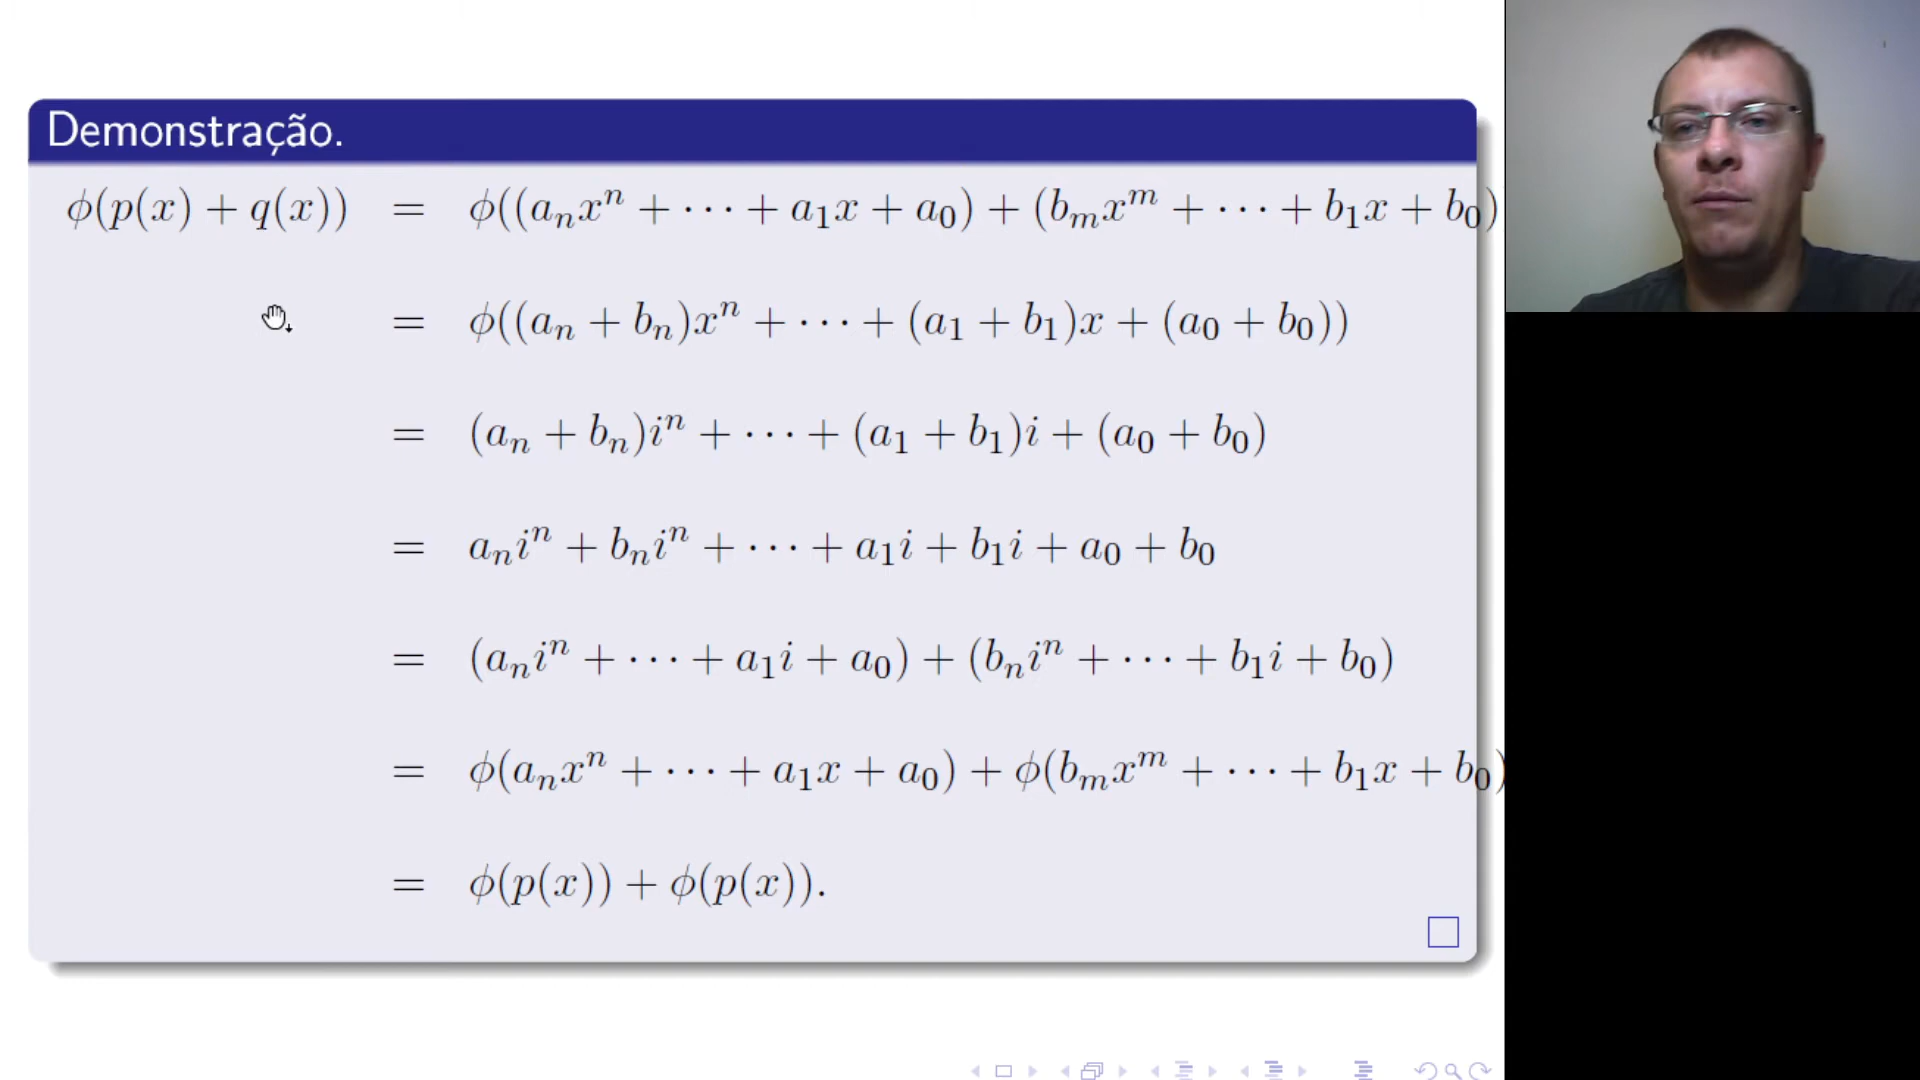 Demonstração.
ϕ(p(x) + q(x)) = ϕ((aₙxⁿ + ⋯ + a₁x + a₀) + (bₘxᵐ + ⋯ + b₁x + b₀)
= ϕ((aₙ + bₙ)xⁿ + ⋯ + (a₁ + b₁)x + (a₀ + b₀))
= (aₙ + bₙ)iⁿ + ⋯ + (a₁ + b₁)i + (a₀ + b₀)
= aₙiⁿ + bₙiⁿ + ⋯ + a₁i + b₁i + a₀ + b₀
= (aₙiⁿ + ⋯ + a₁i + a₀) + (bₙiⁿ + ⋯ + b₁i + b₀)
= ϕ(aₙxⁿ + ⋯ + a₁x + a₀) + ϕ(bₘxᵐ + ⋯ + b₁x + b₀)
= ϕ(p(x)) + ϕ(p(x)).